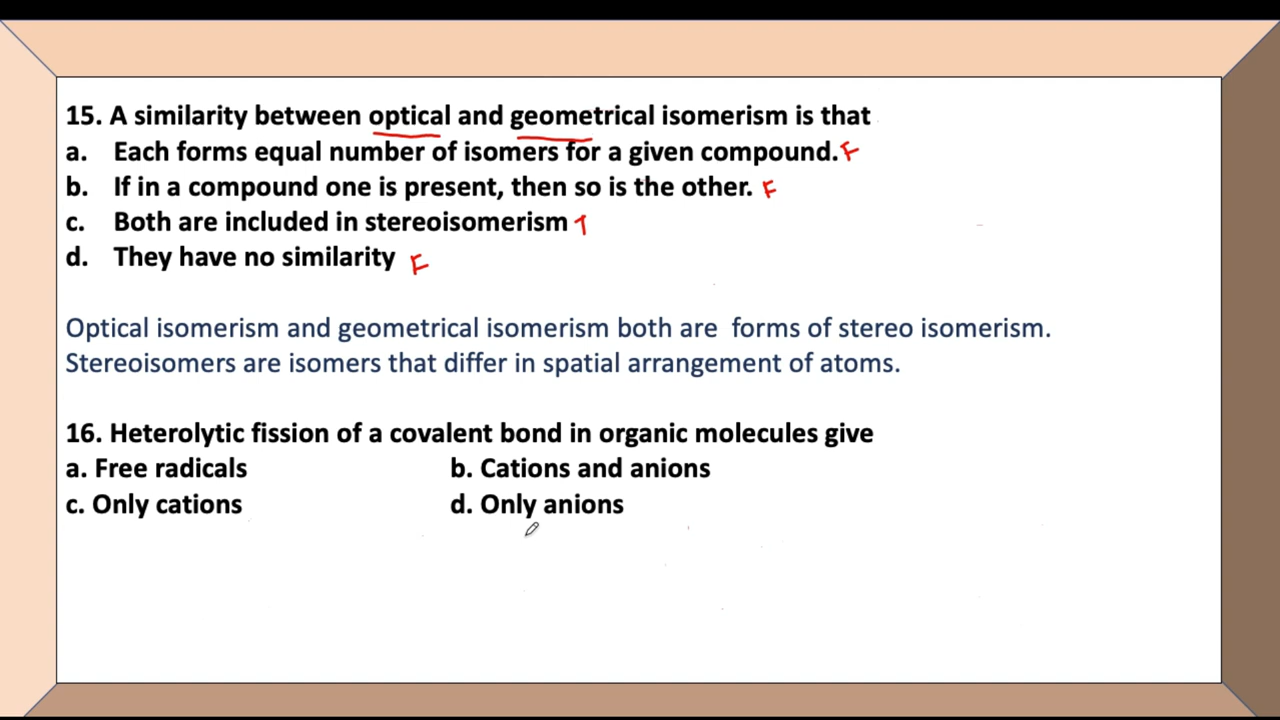 15. A similarity between optical and geometrical isomerism is that
a. Each forms equal number of isomers for a given compound. F
b. If in a compound one is present, then so is the other. F
c. Both are included in stereoisomerism T
d. They have no similarity F
Optical isomerism and geometrical isomerism both are forms of stereo isomerism.
Stereoisomers are isomers that differ in spatial arrangement of atoms.
16. Heterolytic fission of a covalent bond in organic molecules give
a. Free radicals b. Cations and anions
c. Only cations d. Only anions